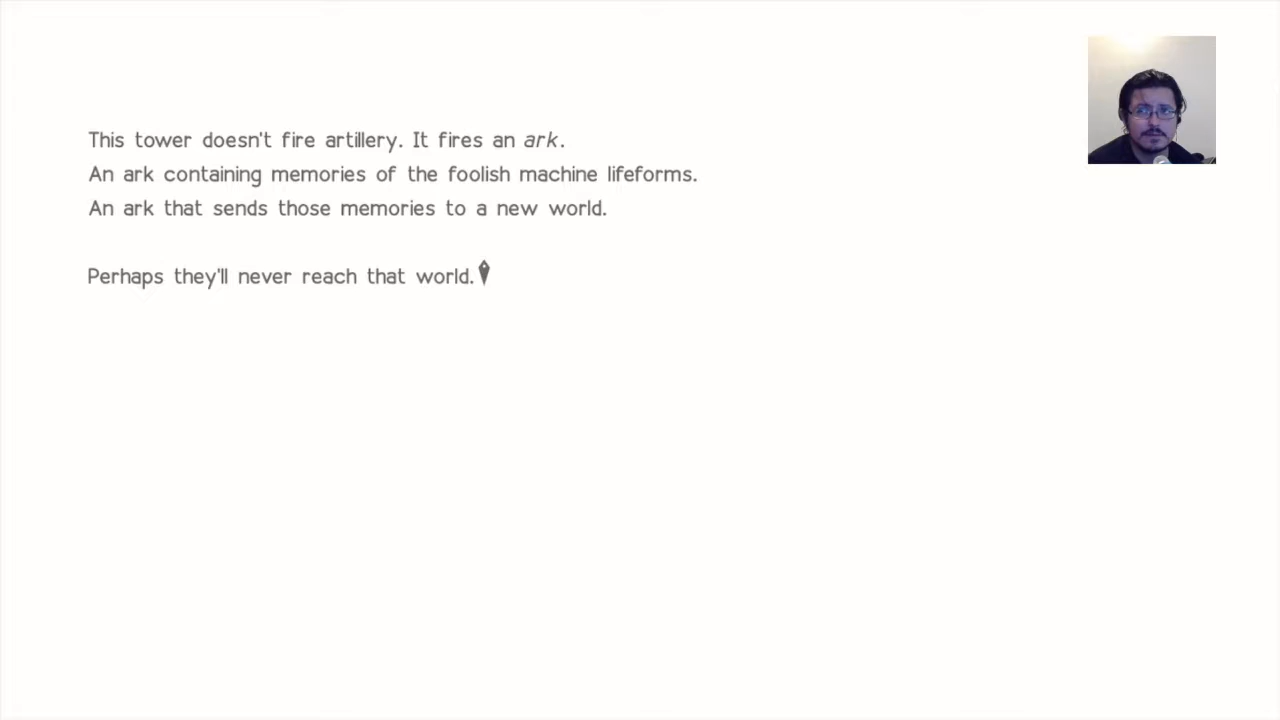 This tower doesn't fire artillery. It fires an ark.
An ark containing memories of the foolish machine lifeforms.
An ark that sends those memories to a new world.
Perhaps they'll never reach that world.